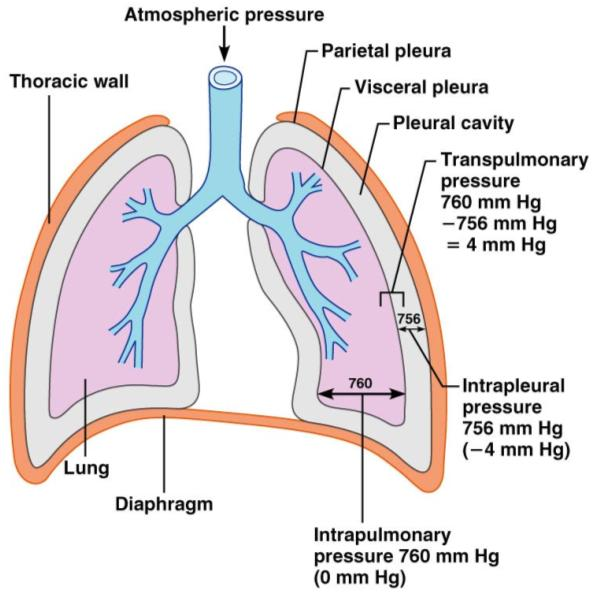 Atmospheric pressure
Parietal pleura
Thoracic wall
Visceral pleura
Pleural cavity
Transpulmonary
pressure
760 mm Hg
−756 mm Hg
= 4 mm Hg
756
760
Intrapleural
pressure
756 mm Hg
(−4 mm Hg)
Lung
Diaphragm
Intrapulmonary
pressure 760 mm Hg
(0 mm Hg)